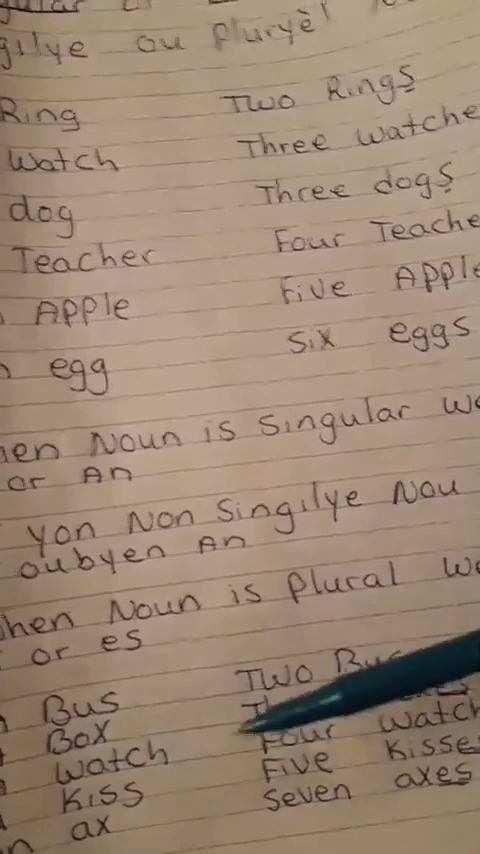 gilye ou pluryèl
Ring Two Rings
Watch Three watche
dog Three dogs
Teacher Four Teache
Apple Five Apple
egg Six eggs
Noun is Singular
or An
yon Non Singilye Nou
oubyen An
Noun is plural
or es
Bus Two
Box
watch Four watch
Kiss Five Kisse
ax Seven axes